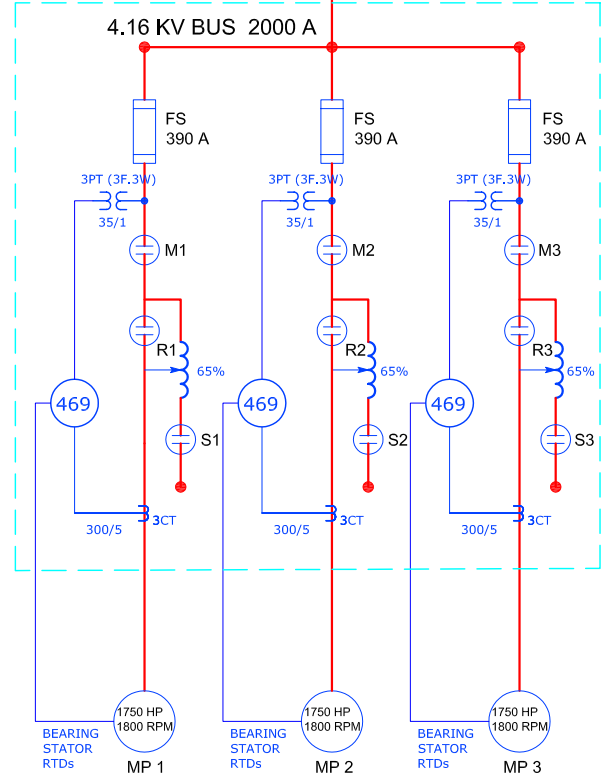 4.16 KV BUS  2000 A
FS
390 A
FS
390 A
FS
390 A
3PT (3F.3W)
3PT (3F.3W)
3PT (3F.3W)
35/1
35/1
35/1
M1
M2
M3
R1
R2
R3
65%
65%
65%
469
469
469
S1
S2
S3
300/5
3CT
300/5
3CT
300/5
3CT
1750 HP
1800 RPM
1750 HP
1800 RPM
1750 HP
1800 RPM
BEARING
STATOR
RTDs
BEARING
STATOR
RTDs
BEARING
STATOR
RTDs
MP 1
MP 2
MP 3